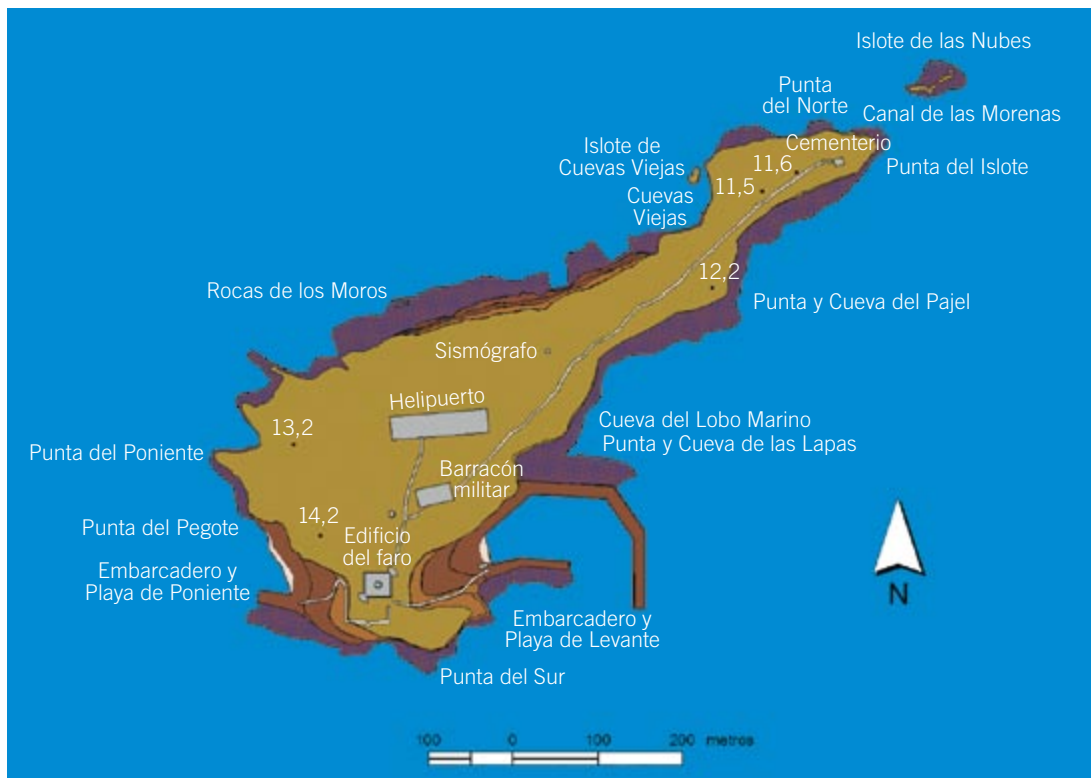 Islote de las Nubes
Punta
del Norte
Canal de las Morenas
Cementerio
Islote de
Cuevas Viejas
11,6
Punta del Islote
11,5
Cuevas
Viejas
12,2
Rocas de los Moros
Punta y Cueva del Pajel
Sismógrafo
Helipuerto
Cueva del Lobo Marino
13,2
Punta y Cueva de las Lapas
Punta del Poniente
Barracón
militar
14,2
Punta del Pegote
Edificio
del faro
Embarcadero y
Playa de Poniente
N
Embarcadero y
Playa de Levante
Punta del Sur
100 0 100 200 metros